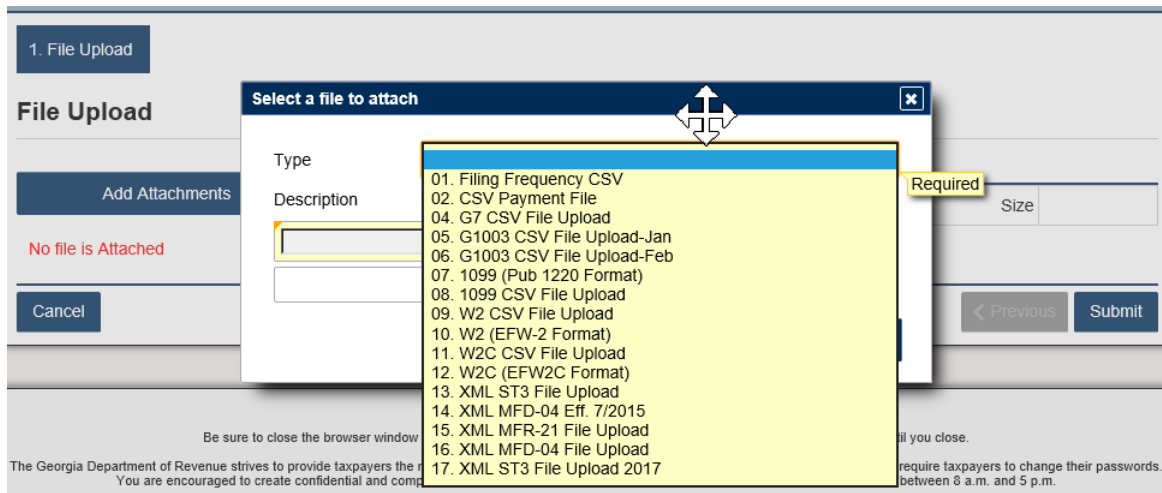 1. File Upload
File Upload
Add Attachments
No file is Attached
Cancel
Select a file to attach
Type
Description
01. Filing Frequency CSV
02. CSV Payment File
04. G7 CSV File Upload
05. G1003 CSV File Upload-Jan
06. G1003 CSV File Upload-Feb
07. 1099 (Pub 1220 Format)
08. 1099 CSV File Upload
09. W2 CSV File Upload
10. W2 (EFW-2 Format)
11. W2C CSV File Upload
12. W2C (EFW2C Format)
13. XML ST3 File Upload
14. XML MFD-04 Eff. 7/2015
15. XML MFR-21 File Upload
16. XML MFD-04 File Upload
17. XML ST3 File Upload 2017
Required
Size
Previous
Submit
Be sure to close the browser window
you close.
The Georgia Department of Revenue strives to provide taxpayers the
require taxpayers to change their passwords.
You are encouraged to create confidential and
between 8 a.m. and 5 p.m.